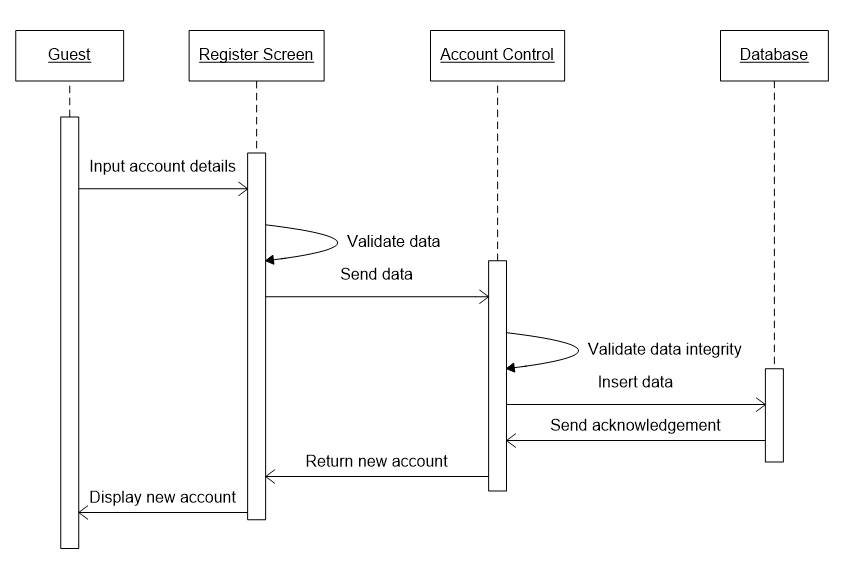 Guest
Register Screen
Account Control
Database
Input account details
Validate data
Send data
Validate data integrity
Insert data
Send acknowledgement
Return new account
Display new account